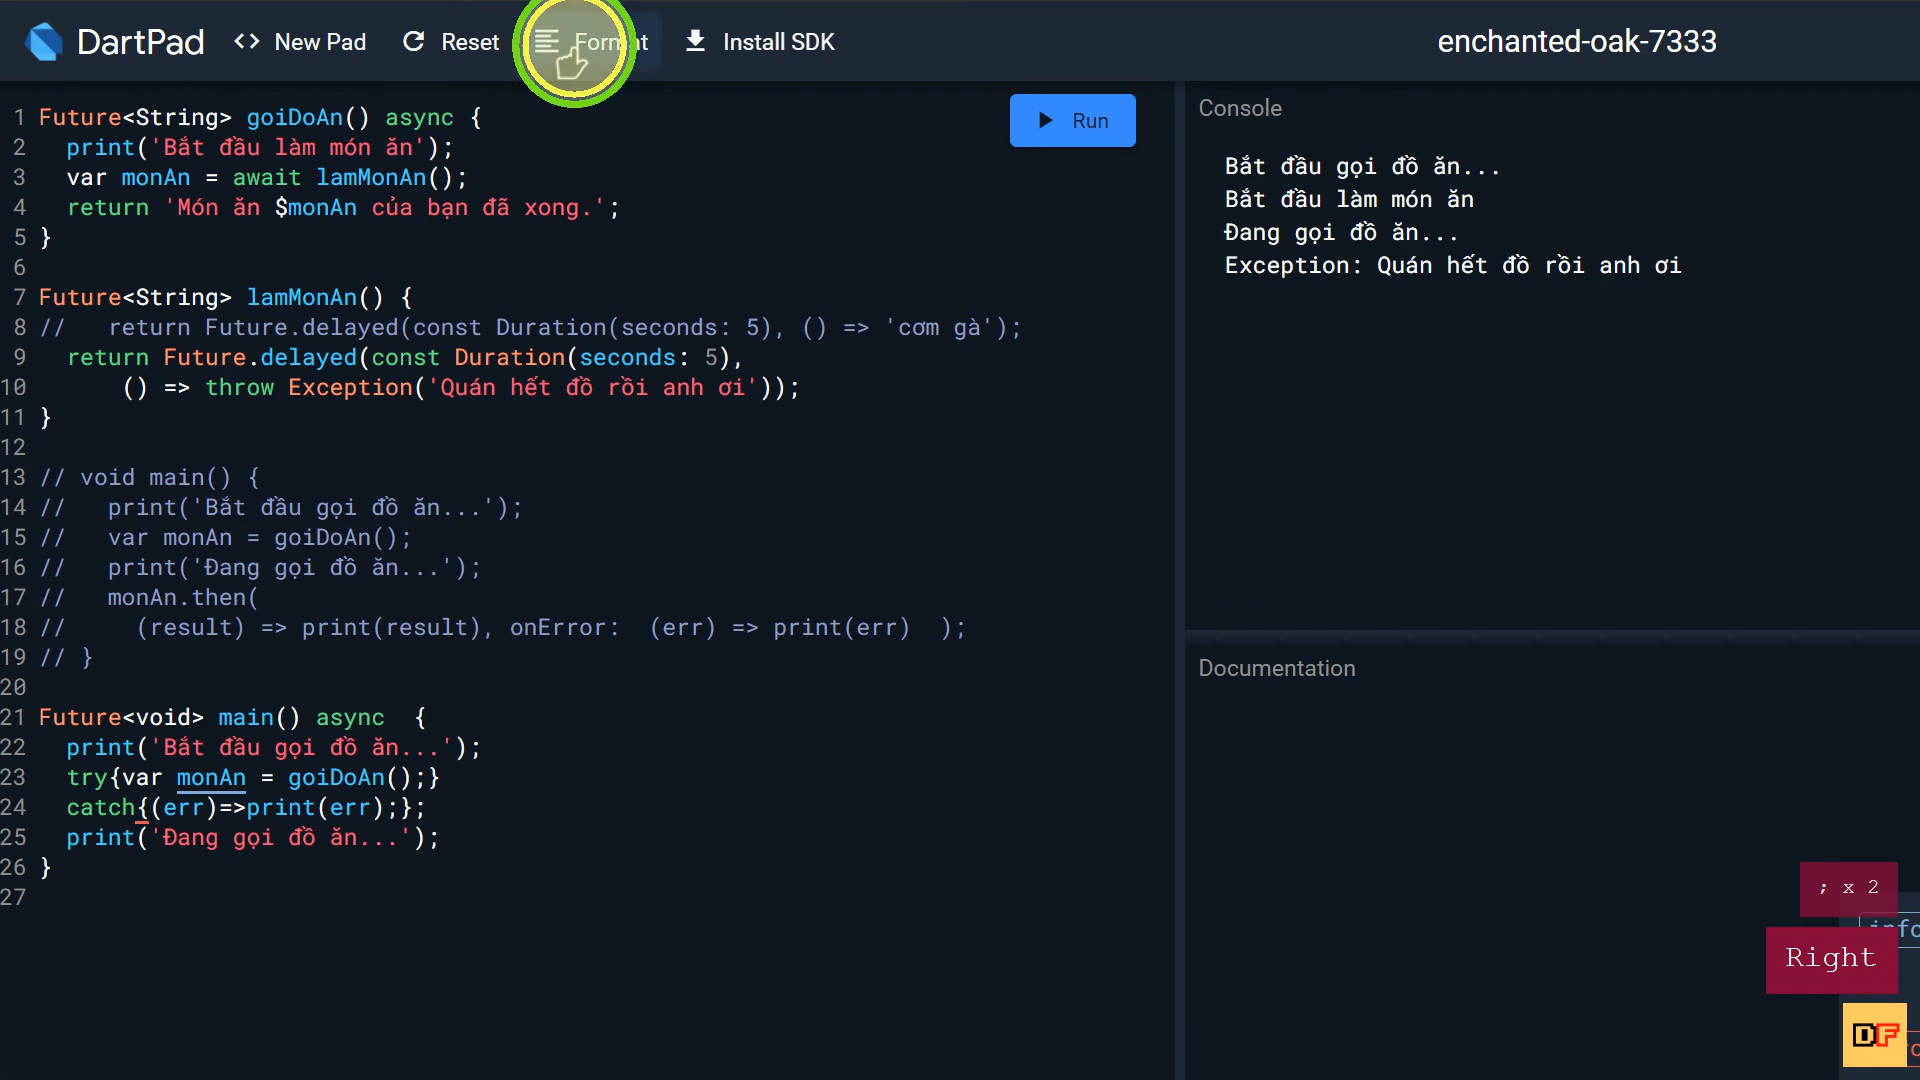 DartPad
New Pad
Reset
Format
Install SDK
enchanted-oak-7333
1 Future<String> goiDoAn() async {
2   print('Bắt đầu làm món ăn');
3   var monAn = await lamMonAn();
4   return 'Món ăn $monAn của bạn đã xong.';
5 }
6
7 Future<String> lamMonAn() {
8 //   return Future.delayed(const Duration(seconds: 5), () => 'cơm gà');
9   return Future.delayed(const Duration(seconds: 5),
10       () => throw Exception('Quán hết đồ rồi anh ơi'));
11 }
12
13 // void main() {
14 //   print('Bắt đầu gọi đồ ăn...');
15 //   var monAn = goiDoAn();
16 //   print('Đang gọi đồ ăn...');
17 //   monAn.then(
18 //     (result) => print(result), onError:  (err) => print(err)  );
19 // }
20
21 Future<void> main() async  {
22   print('Bắt đầu gọi đồ ăn...');
23   try{var monAn = goiDoAn();}
24   catch{(err)=>print(err);};
25   print('Đang gọi đồ ăn...');
26 }
27
Run
Console
Bắt đầu gọi đồ ăn...
Bắt đầu làm món ăn
Đang gọi đồ ăn...
Exception: Quán hết đồ rồi anh ơi
Documentation
; x 2
info
Right
DF